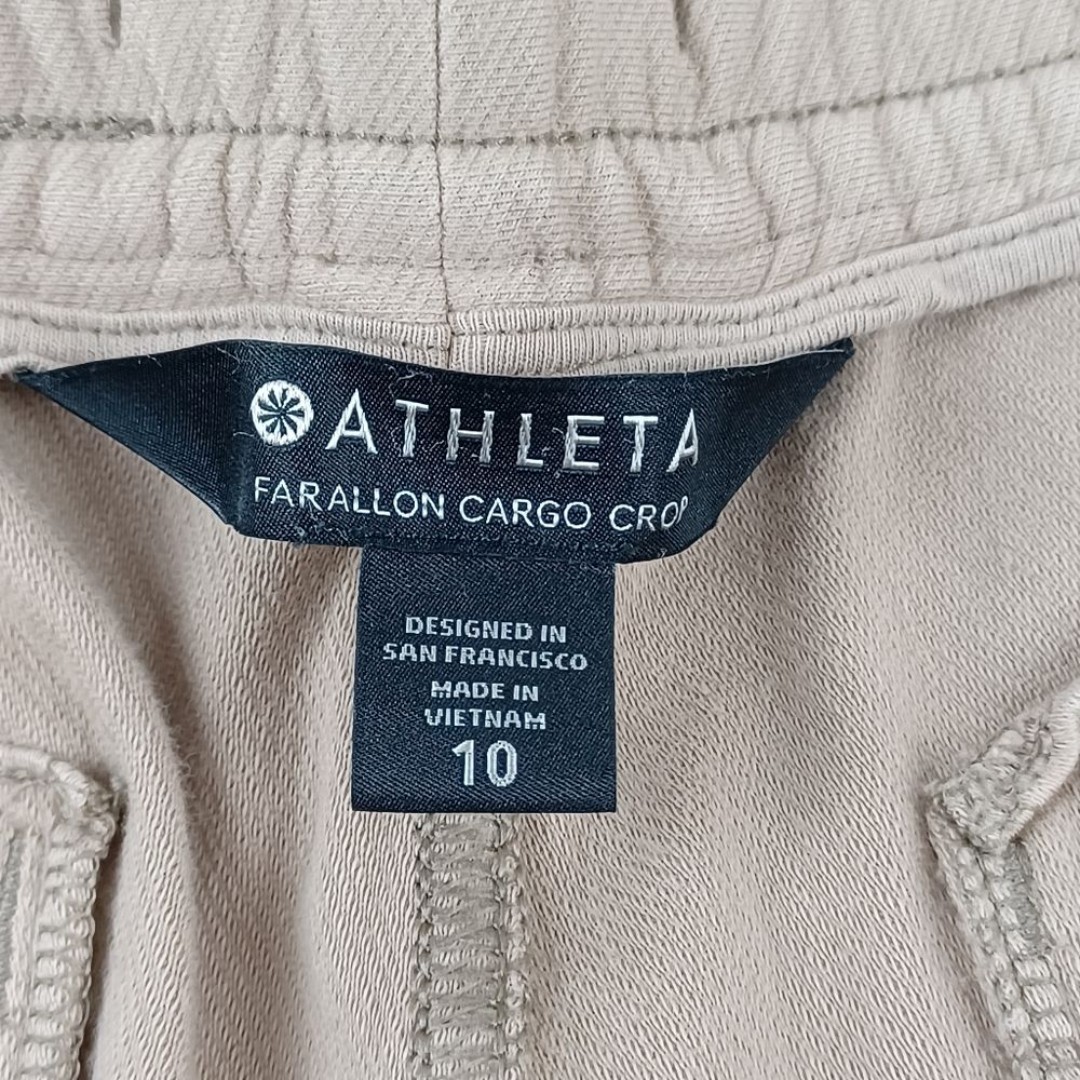 ATHLETA
FARALLON CARGO CROP
DESIGNED IN
SAN FRANCISCO
MADE IN
VIETNAM
10